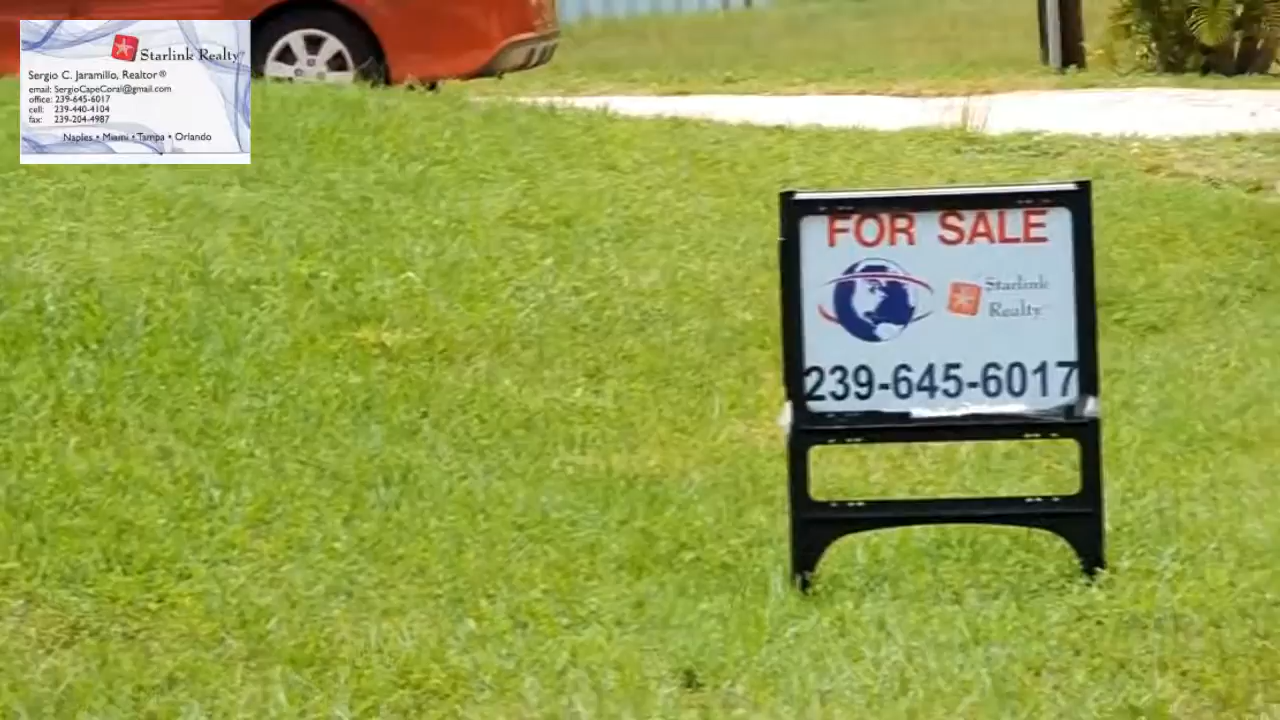 Starlink Realty
Sergio C. Jaramillo, Realtor®
email: SergioCapeCoral@gmail.com
office: 239-645-6017
cell: 239-440-4104
fax: 239-204-4987
Naples • Miami • Tampa • Orlando
FOR SALE
Starlink
Realty
239-645-6017